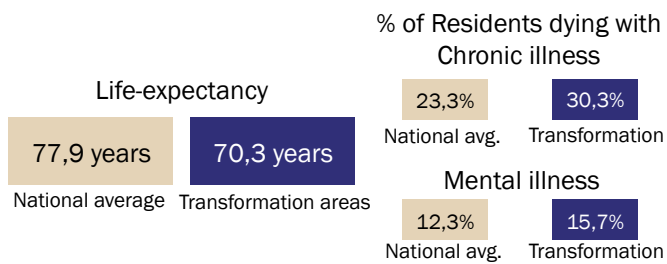 Life-expectancy
77,9 years
70,3 years
National average
Transformation areas
% of Residents dying with
Chronic illness
23,3%
30,3%
National avg.
Transformation
Mental illness
12,3%
15,7%
National avg.
Transformation